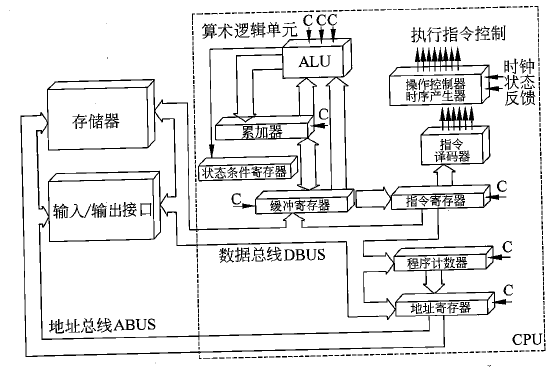 算术逻辑单元
C CCC
执行指令控制
ALU
操作控制器
时序产生器
时钟
状态
反馈
存储器
累加器
C
指令
译码器
状态条件寄存器
输入/输出接口
C
缓冲寄存器
指令寄存器
C
数据总线DBUS
程序计数器
C
地址寄存器
C
地址总线ABUS
CPU